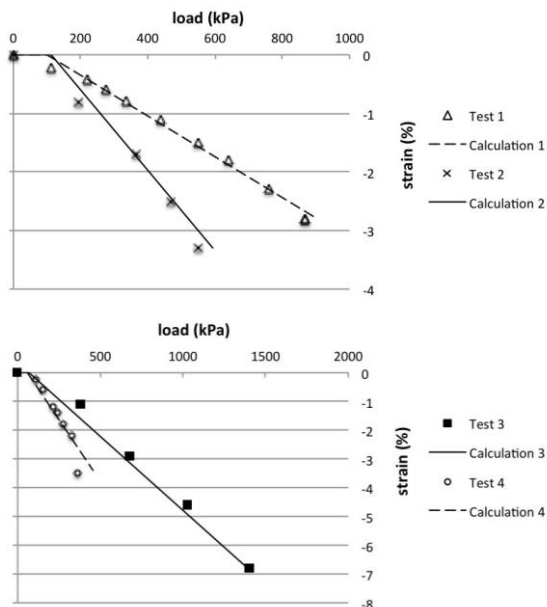 load (kPa)
0 200 400 600 800 1000
0
-1
-2
-3
-4
strain (%)
Test 1
Calculation 1
Test 2
Calculation 2
load (kPa)
0 500 1000 1500 2000
0
-1
-2
-3
-4
-5
-6
-7
-8
strain (%)
Test 3
Calculation 3
Test 4
Calculation 4